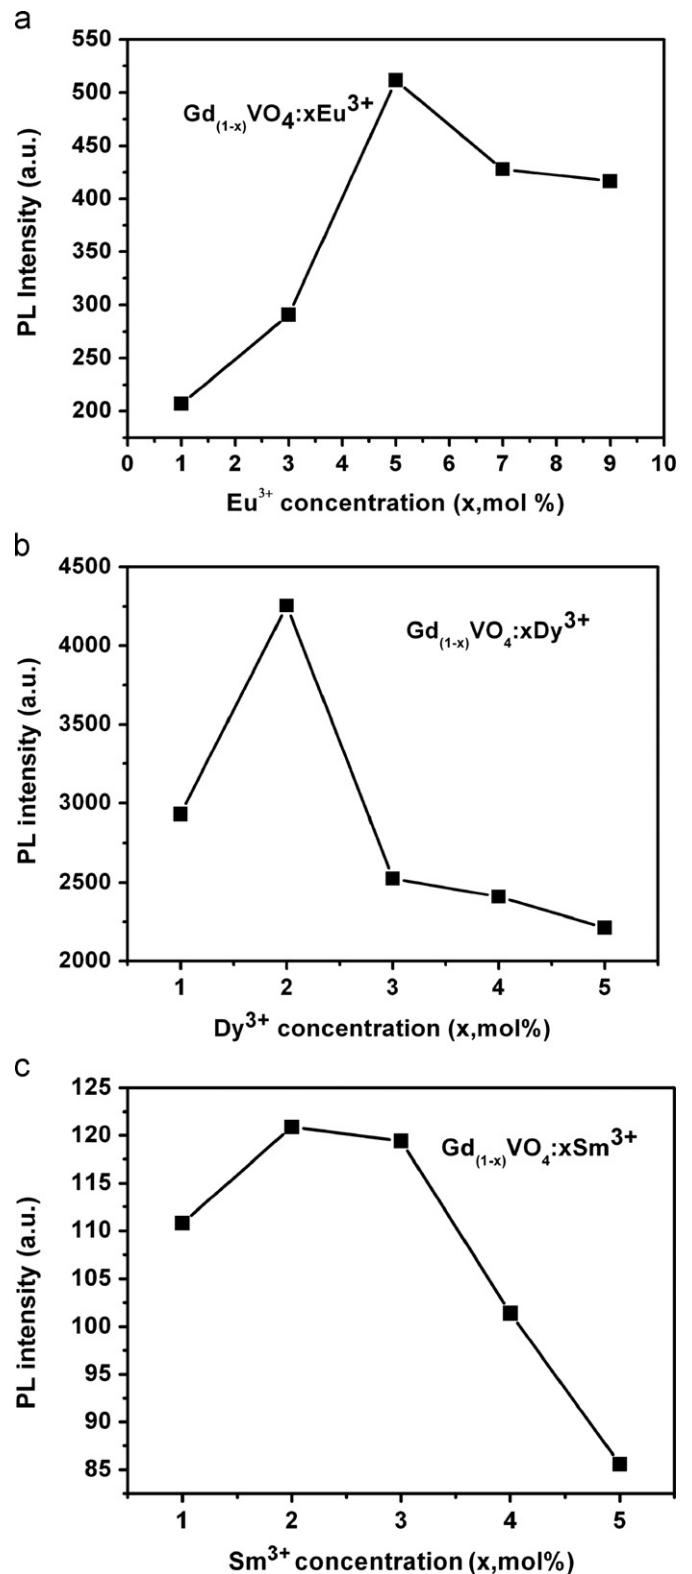 a
550
500
450
400
350
300
250
200
PL Intensity (a.u.)
Gd(1-x)VO4:xEu3+
0 1 2 3 4 5 6 7 8 9 10
Eu3+ concentration (x,mol %)
b
4500
4000
3500
3000
2500
2000
PL intensity (a.u.)
Gd(1-x)VO4:xDy3+
1 2 3 4 5
Dy3+ concentration (x,mol%)
c
125
120
115
110
105
100
95
90
85
PL intensity (a.u.)
Gd(1-x)VO4:xSm3+
1 2 3 4 5
Sm3+ concentration (x,mol%)